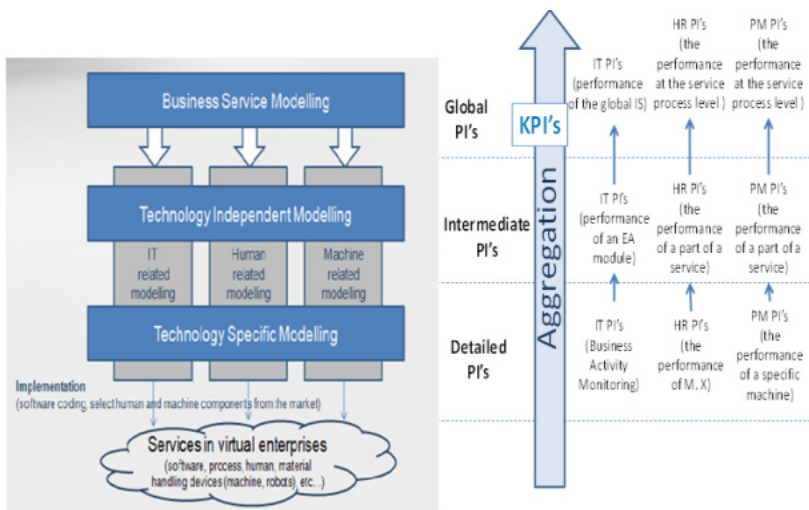 Business Service Modelling
Technology Independent Modelling
IT
related
modelling
Human
related
modelling
Machine
related
modelling
Technology Specific Modelling
Implementation
(software coding, select human and machine components from the market)
Services in virtual enterprises
(software, process, human, material
handling devices (machine, robots), etc...)
Global
PI's
KPI's
Intermediate
PI's
Detailed
PI's
Aggregation
IT PI's
(performance
of the global IS)
HR PI's
(the
performance
at the service
process level )
PM PI's
(the
performance
at the service
process level )
IT PI's
(performance
of an EA
module)
HR PI's
(the
performance
of a part of a
service)
PM PI's
(the
performance
of a part of a
service)
IT PI's
(Business
Activity
Monitoring)
HR PI's
(the
performance
of M. X)
PM PI's
(the
performance
of a specific
machine)